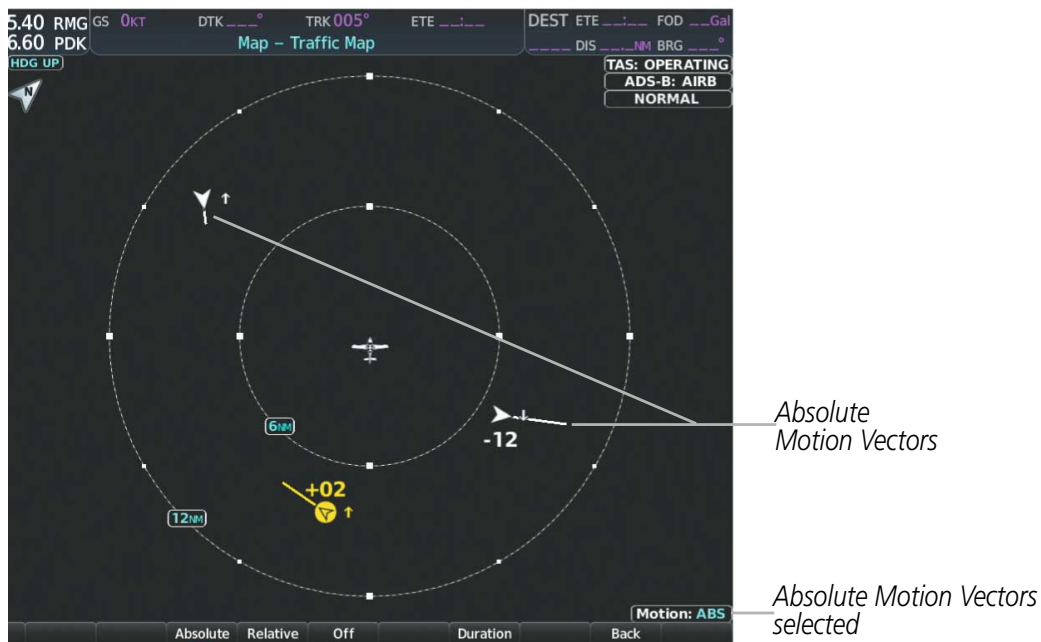 5.40 RMG GS 0KT DTK ___° TRK 005° ETE __:__ DEST ETE __:__ FOD __Gal
6.60 PDK Map – Traffic Map ____ DIS __._NM BRG ___°
HDG UP
TAS: OPERATING
ADS-B: AIRB
NORMAL
N
-12
6NM
+02
12NM
Absolute
Motion Vectors
Motion: ABS
Absolute Motion Vectors
selected
Absolute Relative Off Duration Back